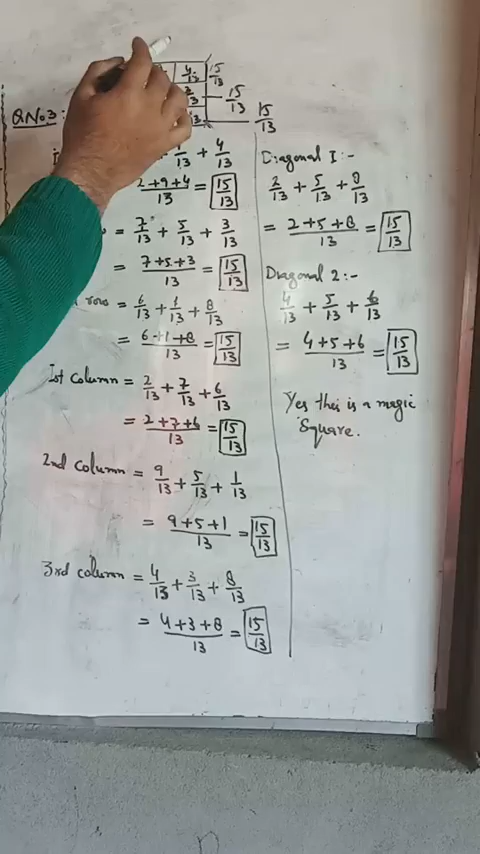 4/13 15/13
3/13 15/13
Q.No3: 15/13
/13 + 4/13
2+9+4/13 = 15/13
= 7/13 + 5/13 + 3/13
= 7+5+3/13 = 15/13
rows = 6/13 + 1/13 + 8/13
= 6+1+8/13 = 15/13
Ist column = 2/13 + 7/13 + 6/13
= 2+7+6/13 = 15/13
2nd column = 9/13 + 5/13 + 1/13
= 9+5+1/13 = 15/13
3rd column = 4/13 + 3/13 + 8/13
= 4+3+8/13 = 15/13
Diagonal I :-
2/13 + 5/13 + 8/13
= 2+5+8/13 = 15/13
Diagonal 2 :-
4/13 + 5/13 + 6/13
= 4+5+6/13 = 15/13
Yes this is a magic
Square.